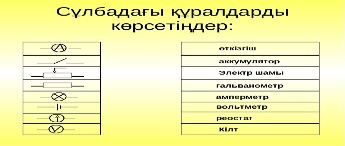 Сұлбадағы құралдарды
көрсетіңдер:
өткізгіш
аккумулятор
Электр шамы
гальванометр
амперметр
вольтметр
реостат
Кілт